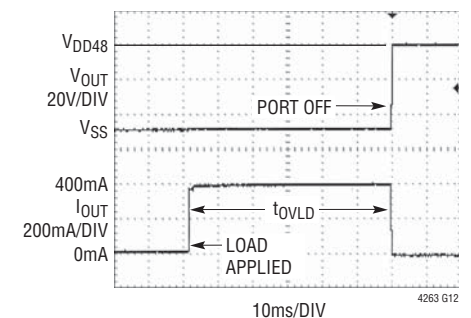 VDD48
VOUT
20V/DIV
PORT OFF
VSS
400mA
IOUT
200mA/DIV
tOVLD
LOAD
APPLIED
0mA
10ms/DIV
4263 G12